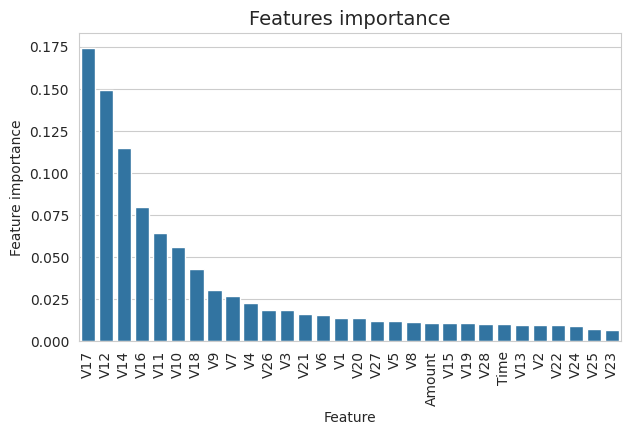 Features importance
0.175
0.150
0.125
0.100
0.075
0.050
0.025
0.000
Feature importance
V17
V12
V14
V16
V11
V10
V18
V9
V7
V4
V26
V3
V21
V6
V1
V20
V27
V5
V8
Amount
V15
V19
V28
Time
V13
V2
V22
V24
V25
V23
Feature